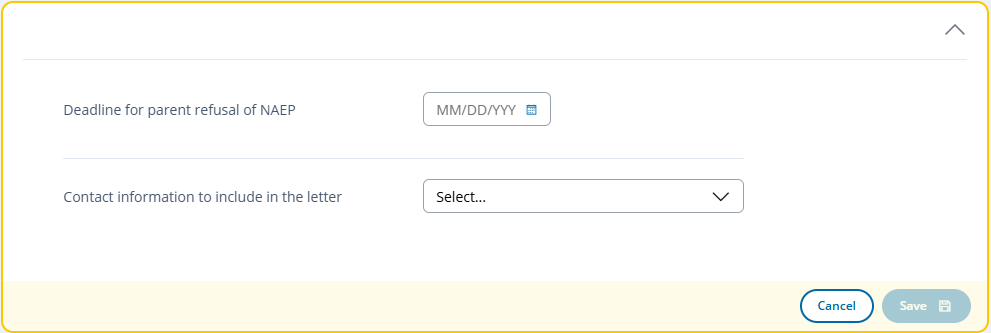 Deadline for parent refusal of NAEP
MM/DD/YYY
Contact information to include in the letter
Select...
Cancel
Save